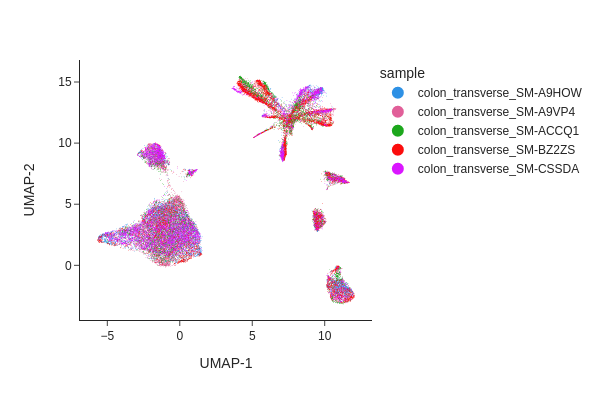 sample
colon_transverse_SM-A9HOW
colon_transverse_SM-A9VP4
colon_transverse_SM-ACCQ1
colon_transverse_SM-BZ2ZS
colon_transverse_SM-CSSDA
15
10
5
0
UMAP-2
−5
0
5
10
UMAP-1